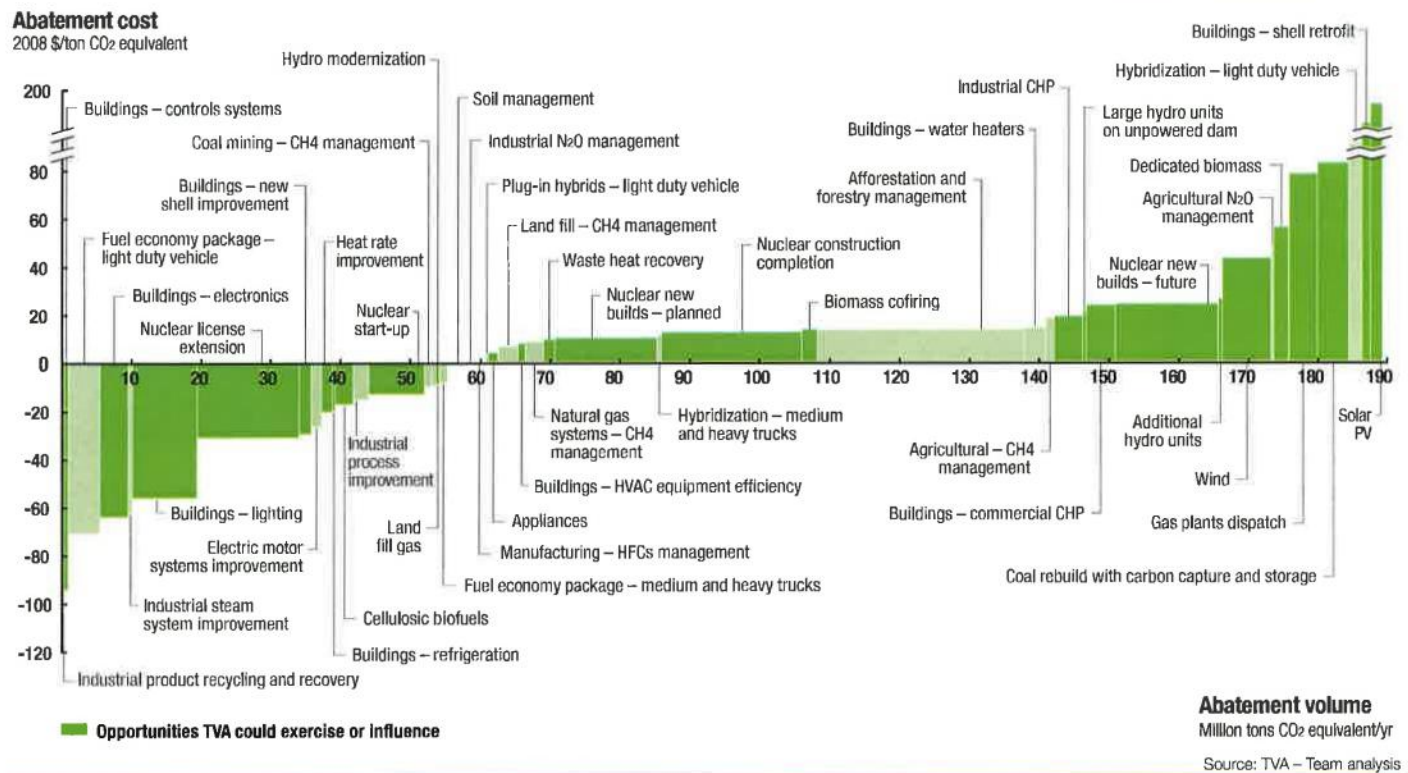 Abatement cost
2008 $/ton CO2 equivalent
Buildings – shell retrofit
Hydro modernization
Hybridization – light duty vehicle
200
Buildings – controls systems
Soil management
Industrial CHP
Large hydro units
on unpowered dam
Coal mining – CH4 management
Industrial N2O management
Buildings – water heaters
80
Buildings – new
shell improvement
Plug-in hybrids – light duty vehicle
Afforestation and
forestry management
Dedicated biomass
Agricultural N2O
management
60
Fuel economy package –
light duty vehicle
Heat rate
improvement
Land fill – CH4 management
Nuclear construction
completion
40
Waste heat recovery
Nuclear new
builds – future
Buildings – electronics
Nuclear new
builds – planned
Biomass cofiring
20
Nuclear license
extension
Nuclear
start-up
0
10 20 30 40 50 60 70 80 90 100 110 120 130 140 150 160 170 180 190
-20
Natural gas
systems – CH4
management
Hybridization – medium
and heavy trucks
Additional
hydro units
Solar
PV
-40
Industrial
process
improvement
Agricultural – CH4
management
Wind
-60
Buildings – lighting
Buildings – HVAC equipment efficiency
Land
fill gas
Appliances
Buildings – commercial CHP
Gas plants dispatch
-80
Electric motor
systems improvement
Manufacturing – HFCs management
Coal rebuild with carbon capture and storage
Fuel economy package – medium and heavy trucks
-100
Industrial steam
system improvement
Cellulosic biofuels
-120
Buildings – refrigeration
Industrial product recycling and recovery
Opportunities TVA could exercise or influence
Abatement volume
Million tons CO2 equivalent/yr
Source: TVA – Team analysis